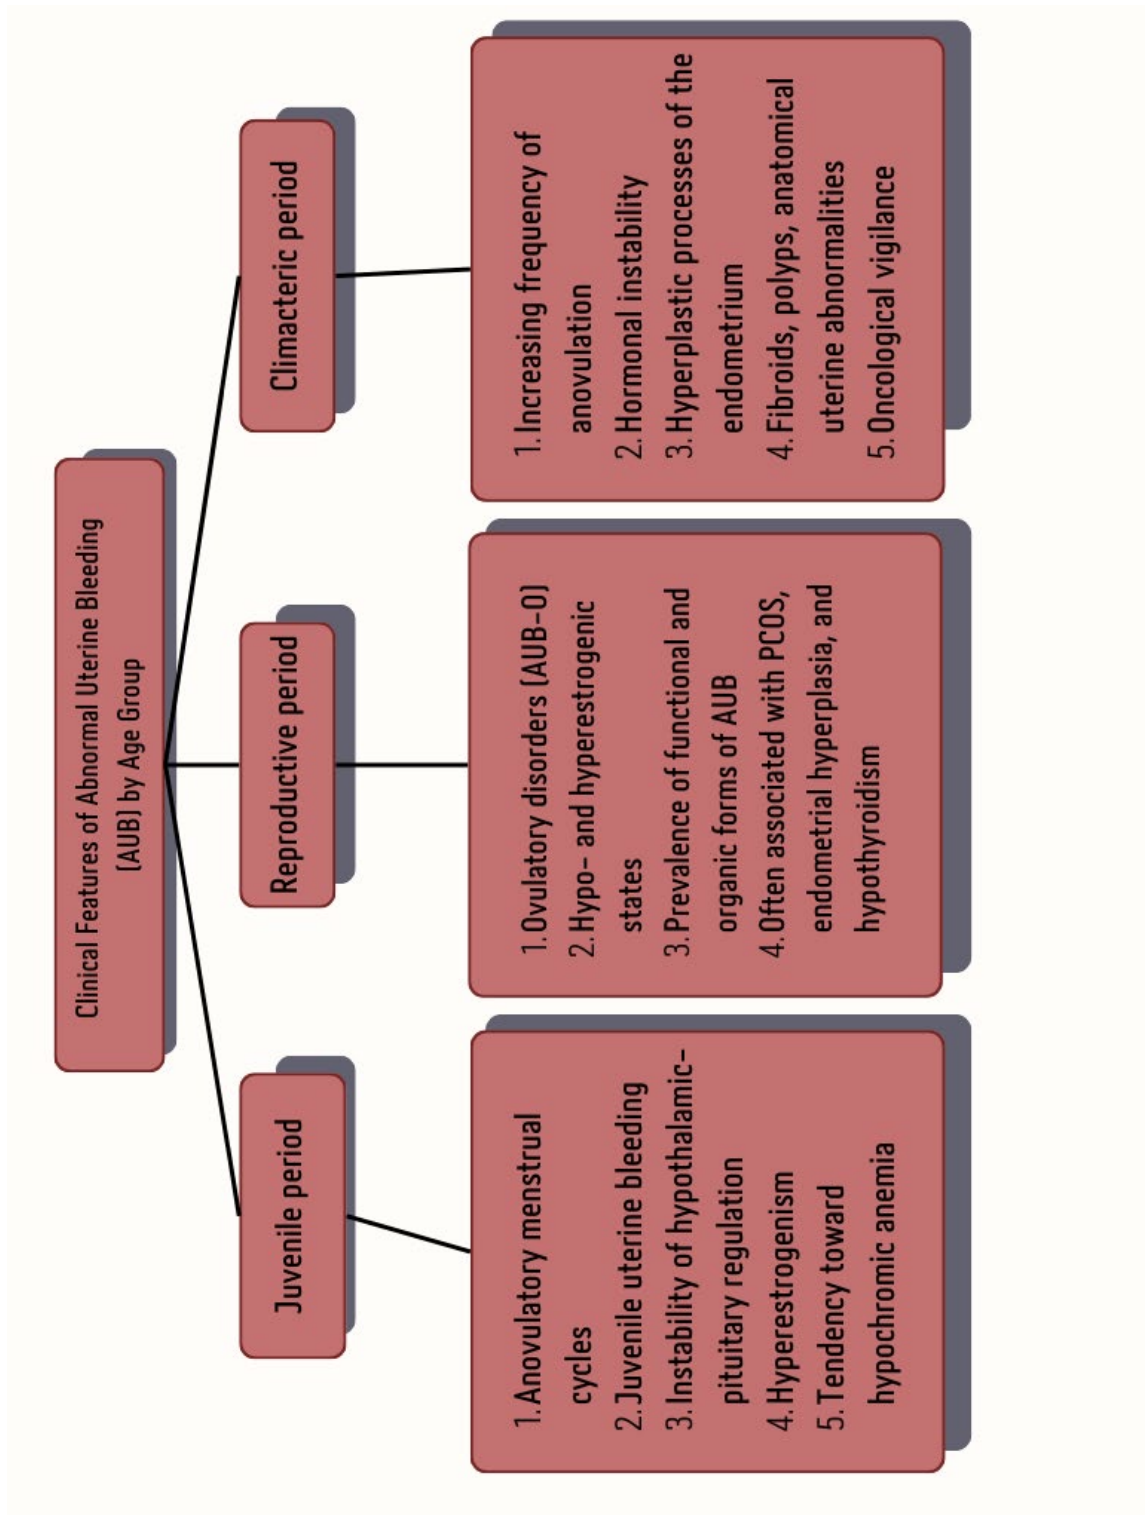 Clinical Features of Abnormal Uterine Bleeding
(AUB) by Age Group
Juvenile period
Reproductive period
Climacteric period
1. Anovulatory menstrual
cycles
2. Juvenile uterine bleeding
3. Instability of hypothalamic-
pituitary regulation
4. Hyperestrogenism
5. Tendency toward
hypochromic anemia
1. Ovulatory disorders (AUB-O)
2. Hypo- and hyperestrogenic
states
3. Prevalence of functional and
organic forms of AUB
4. Often associated with PCOS,
endometrial hyperplasia, and
hypothyroidism
1. Increasing frequency of
anovulation
2. Hormonal instability
3. Hyperplastic processes of the
endometrium
4. Fibroids, polyps, anatomical
uterine abnormalities
5. Oncological vigilance